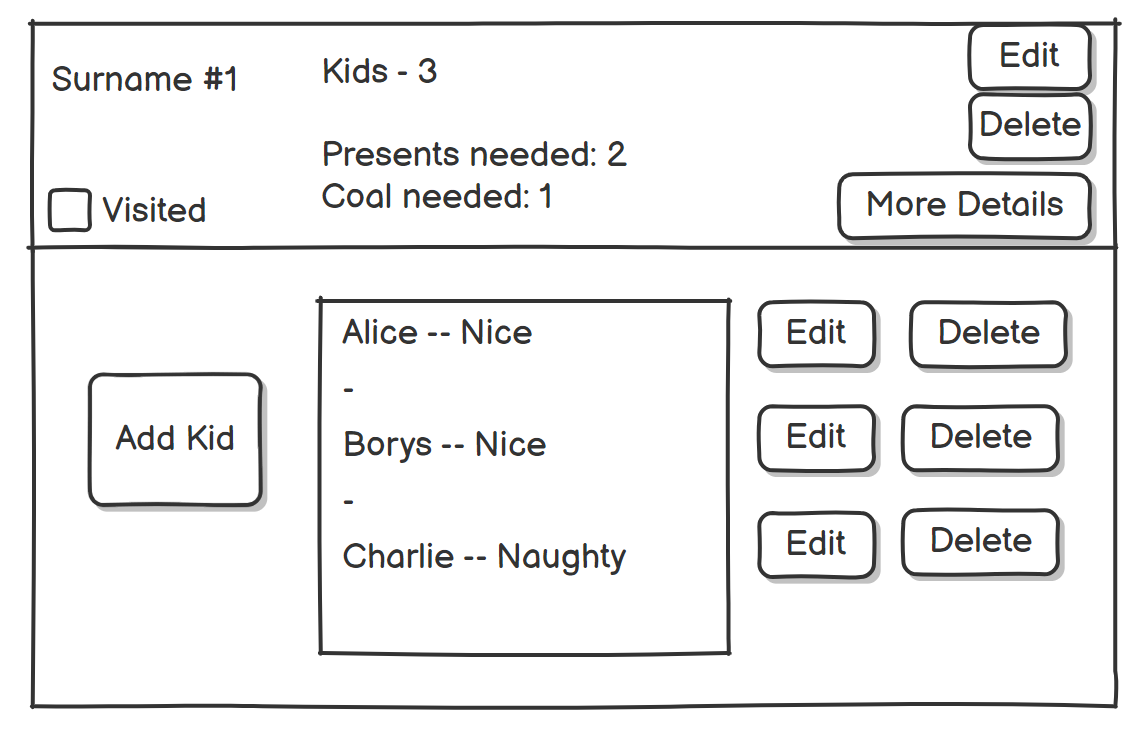 Surname #1
Kids - 3
Edit
Delete
Presents needed: 2
Coal needed: 1
Visited
More Details
Add Kid
Alice -- Nice
-
Borys -- Nice
-
Charlie -- Naughty
Edit
Delete
Edit
Delete
Edit
Delete